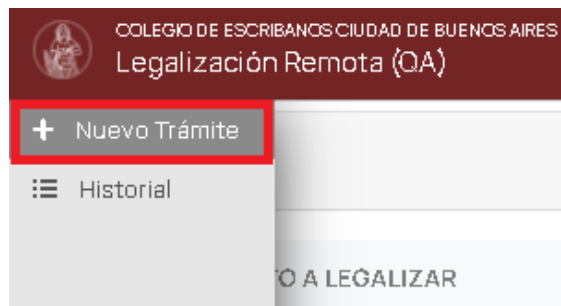 COLEGIO DE ESCRIBANOS CIUDAD DE BUENOS AIRES
Legalización Remota (QA)
+ Nuevo Trámite
Historial
O A LEGALIZAR